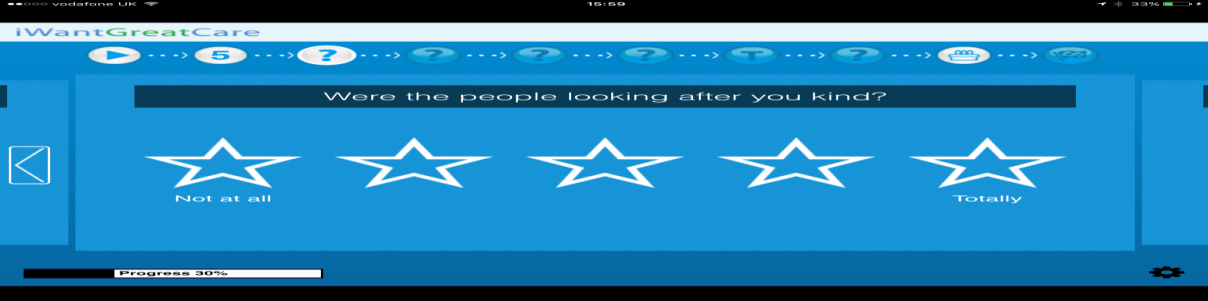 vodafone UK 15:59 33%
iWantGreatCare
5 ? ? ? ? T ? 
Were the people looking after you kind?
Not at all Totally
Progress 30%